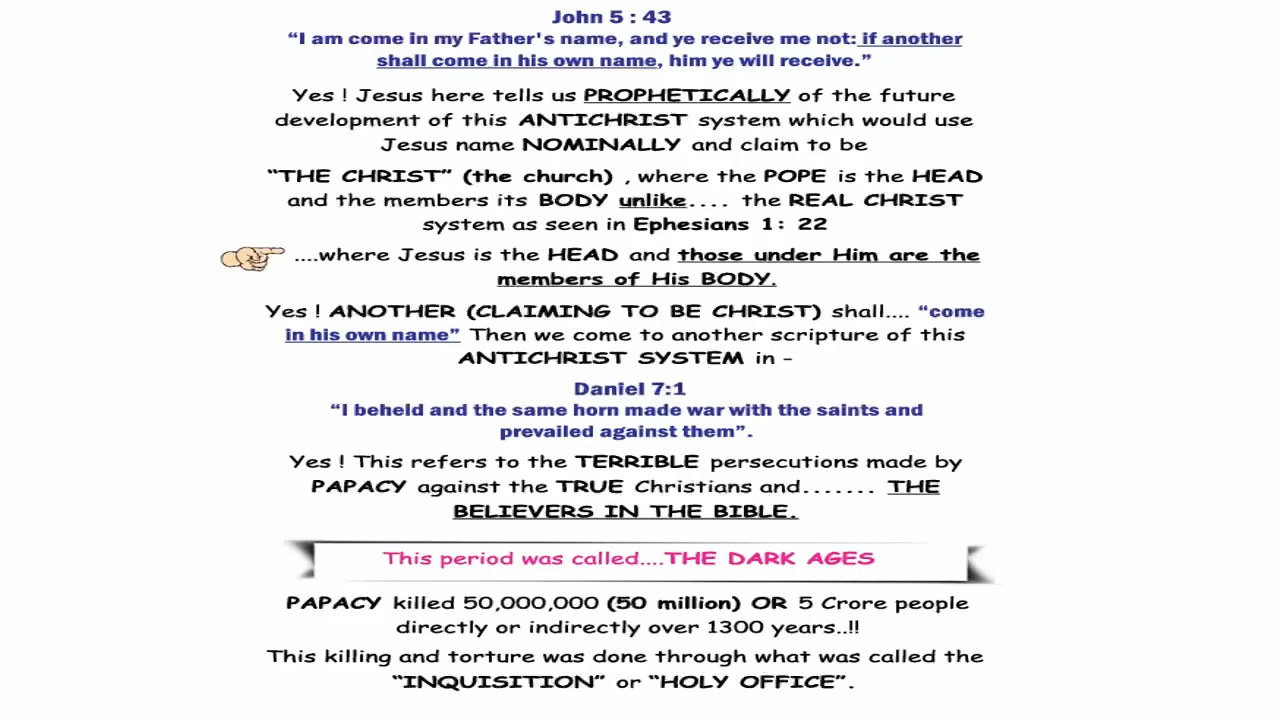 John 5 : 43
“I am come in my Father's name, and ye receive me not: if another
shall come in his own name, him ye will receive.”
Yes ! Jesus here tells us PROPHETICALLY of the future
development of this ANTICHRIST system which would use
Jesus name NOMINALLY and claim to be
“THE CHRIST” (the church) , where the POPE is the HEAD
and the members its BODY unlike.... the REAL CHRIST
system as seen in Ephesians 1: 22
....where Jesus is the HEAD and those under Him are the
members of His BODY.
Yes ! ANOTHER (CLAIMING TO BE CHRIST) shall.... “come
in his own name” Then we come to another scripture of this
ANTICHRIST SYSTEM in -
Daniel 7:1
“I beheld and the same horn made war with the saints and
prevailed against them”.
Yes ! This refers to the TERRIBLE persecutions made by
PAPACY against the TRUE Christians and....... THE
BELIEVERS IN THE BIBLE.
This period was called....THE DARK AGES
PAPACY killed 50,000,000 (50 million) OR 5 Crore people
directly or indirectly over 1300 years..!!
This killing and torture was done through what was called the
“INQUISITION” or “HOLY OFFICE”.